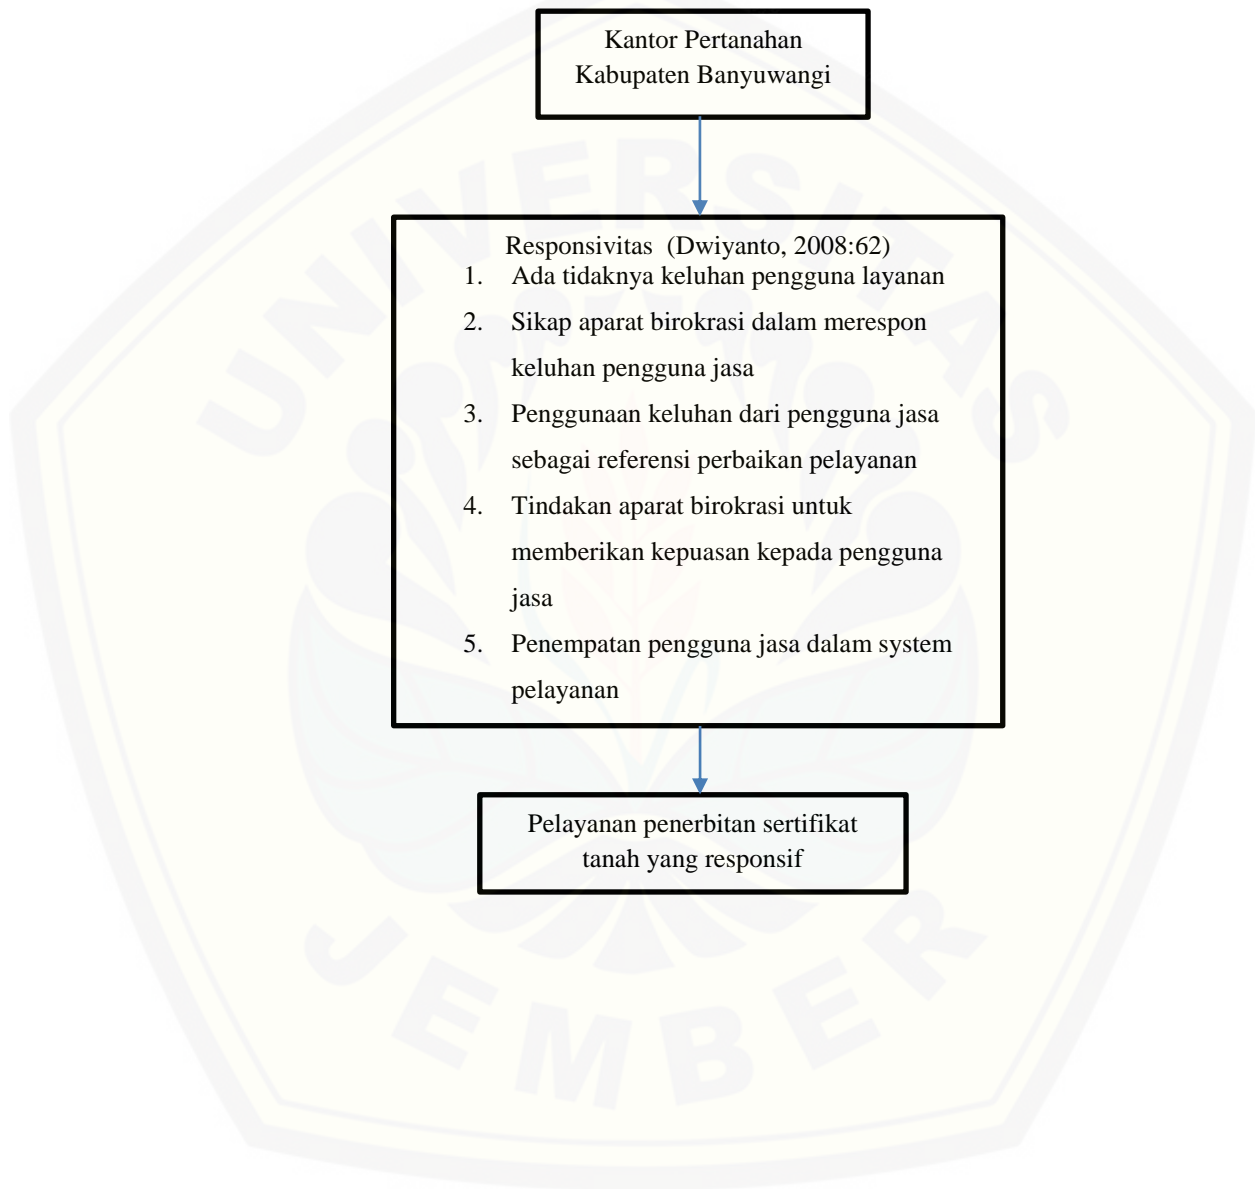 Kantor Pertanahan
Kabupaten Banyuwangi
Responsivitas (Dwiyanto, 2008:62)
1. Ada tidaknya keluhan pengguna layanan
2. Sikap aparat birokrasi dalam merespon
keluhan pengguna jasa
3. Penggunaan keluhan dari pengguna jasa
sebagai referensi perbaikan pelayanan
4. Tindakan aparat birokrasi untuk
memberikan kepuasan kepada pengguna
jasa
5. Penempatan pengguna jasa dalam system
pelayanan
Pelayanan penerbitan sertifikat
tanah yang responsif
UNIVERSITAS
JEMBER